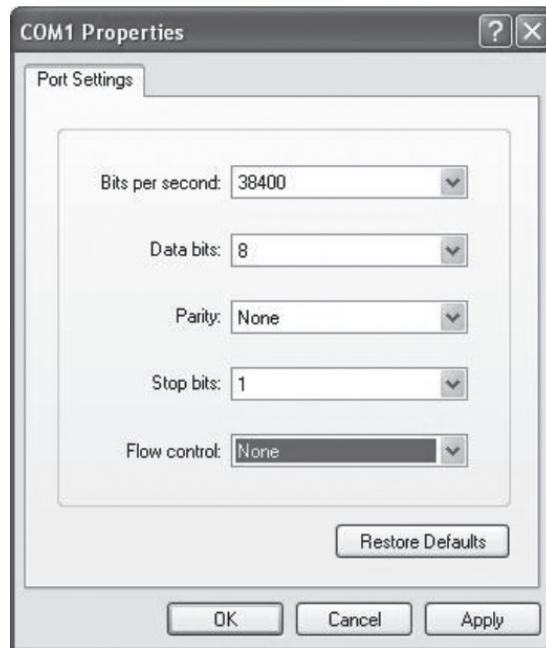 COM1 Properties
Port Settings
Bits per second: 38400
Data bits: 8
Parity: None
Stop bits: 1
Flow control: None
Restore Defaults
OK Cancel Apply